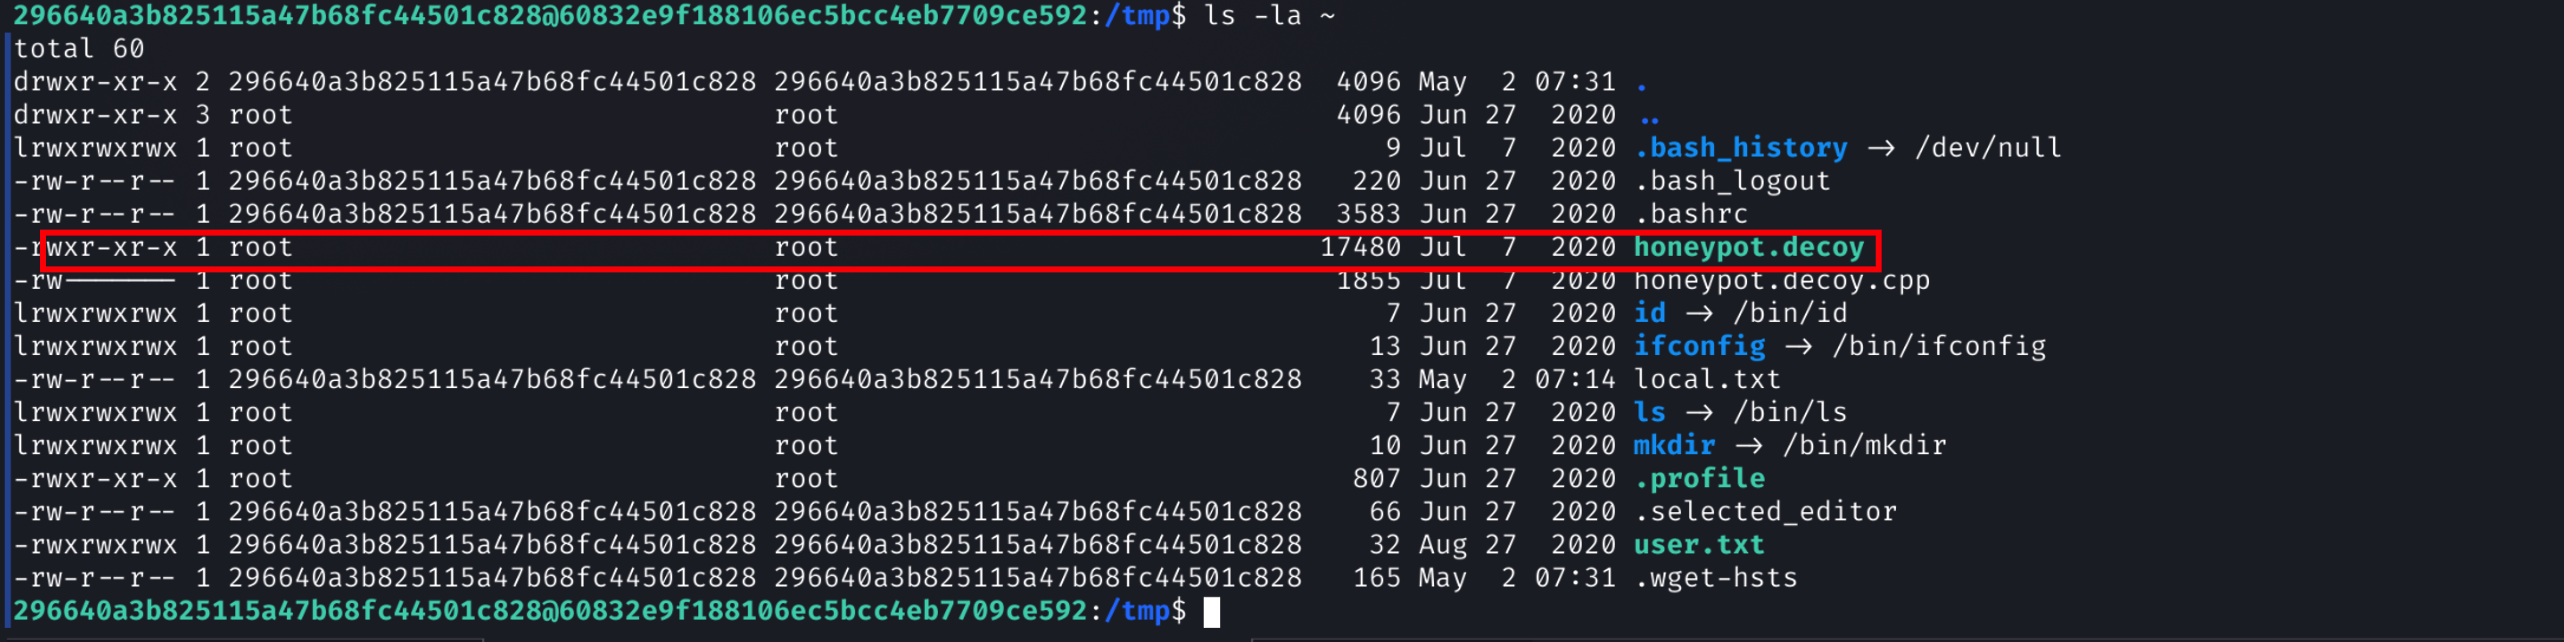 296640a3b825115a47b68fc44501c828@60832e9f188106ec5bcc4eb7709ce592:/tmp$ ls -la ~
total 60
drwxr-xr-x 2 296640a3b825115a47b68fc44501c828 296640a3b825115a47b68fc44501c828  4096 May  2 07:31 .
drwxr-xr-x 3 root                             root                              4096 Jun 27  2020 ..
lrwxrwxrwx 1 root                             root                                 9 Jul  7  2020 .bash_history → /dev/null
-rw-r--r-- 1 296640a3b825115a47b68fc44501c828 296640a3b825115a47b68fc44501c828   220 Jun 27  2020 .bash_logout
-rw-r--r-- 1 296640a3b825115a47b68fc44501c828 296640a3b825115a47b68fc44501c828  3583 Jun 27  2020 .bashrc
-rwxr-xr-x 1 root                             root                             17480 Jul  7  2020 honeypot.decoy
-rw------- 1 root                             root                              1855 Jul  7  2020 honeypot.decoy.cpp
lrwxrwxrwx 1 root                             root                                 7 Jun 27  2020 id → /bin/id
lrwxrwxrwx 1 root                             root                                13 Jun 27  2020 ifconfig → /bin/ifconfig
-rw-r--r-- 1 296640a3b825115a47b68fc44501c828 296640a3b825115a47b68fc44501c828    33 May  2 07:14 local.txt
lrwxrwxrwx 1 root                             root                                 7 Jun 27  2020 ls → /bin/ls
lrwxrwxrwx 1 root                             root                                10 Jun 27  2020 mkdir → /bin/mkdir
-rwxr-xr-x 1 root                             root                               807 Jun 27  2020 .profile
-rw-r--r-- 1 296640a3b825115a47b68fc44501c828 296640a3b825115a47b68fc44501c828    66 Jun 27  2020 .selected_editor
-rwxrwxrwx 1 296640a3b825115a47b68fc44501c828 296640a3b825115a47b68fc44501c828    32 Aug 27  2020 user.txt
-rw-r--r-- 1 296640a3b825115a47b68fc44501c828 296640a3b825115a47b68fc44501c828   165 May  2 07:31 .wget-hsts
296640a3b825115a47b68fc44501c828@60832e9f188106ec5bcc4eb7709ce592:/tmp$